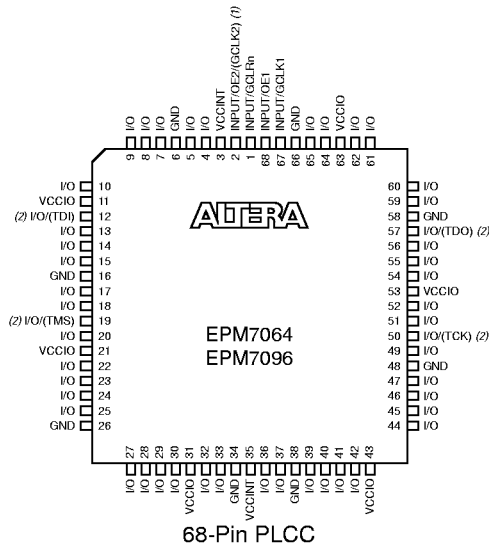 I/O I/O I/O GND I/O I/O VCCINT INPUT/OE2/(GCLK2) (1) INPUT/GCLRn INPUT/OE1 INPUT/GCLK1 GND I/O I/O VCCIO I/O I/O
9 8 7 6 5 4 3 2 1 68 67 66 65 64 63 62 61
I/O 10
VCCIO 11
(2) I/O/(TDI) 12
I/O 13
I/O 14
I/O 15
GND 16
I/O 17
I/O 18
(2) I/O/(TMS) 19
I/O 20
VCCIO 21
I/O 22
I/O 23
I/O 24
I/O 25
GND 26
ALTERA
EPM7064
EPM7096
60 I/O
59 I/O
58 GND
57 I/O/(TDO) (2)
56 I/O
55 I/O
54 I/O
53 VCCIO
52 I/O
51 I/O
50 I/O/(TCK) (2)
49 I/O
48 GND
47 I/O
46 I/O
45 I/O
44 I/O
27 28 29 30 31 32 33 34 35 36 37 38 39 40 41 42 43
I/O I/O I/O I/O VCCIO I/O I/O GND VCCINT I/O I/O GND I/O I/O I/O I/O VCCIO
68-Pin PLCC